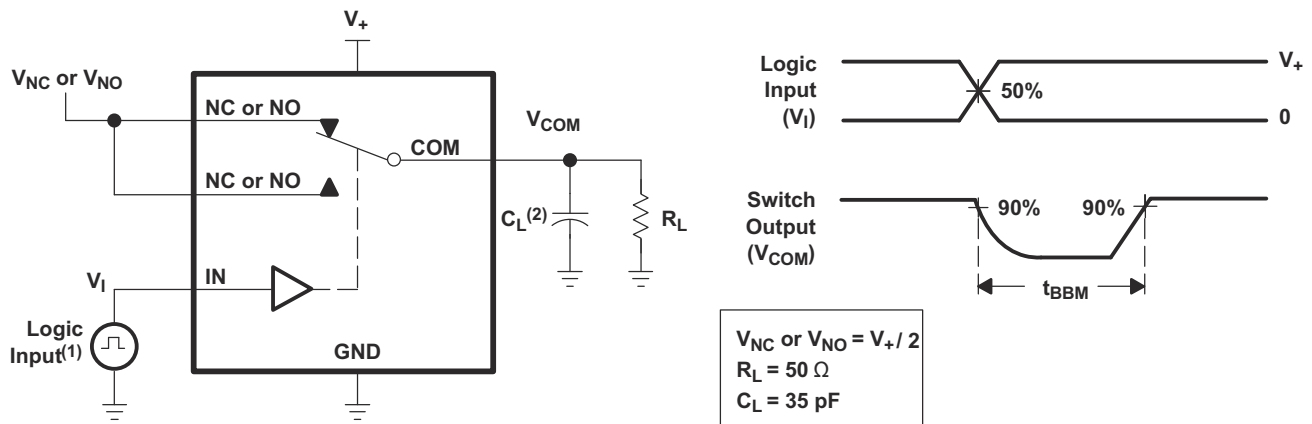 V+
VNC or VNO
NC or NO
VCOM
COM
NC or NO
CL(2)
RL
VI
IN
Logic
Input(1)
GND
Logic
Input
(VI)
50%
V+
0
Switch
Output
(VCOM)
90%
90%
tBBM
VNC or VNO = V+/ 2
RL = 50 Ω
CL = 35 pF